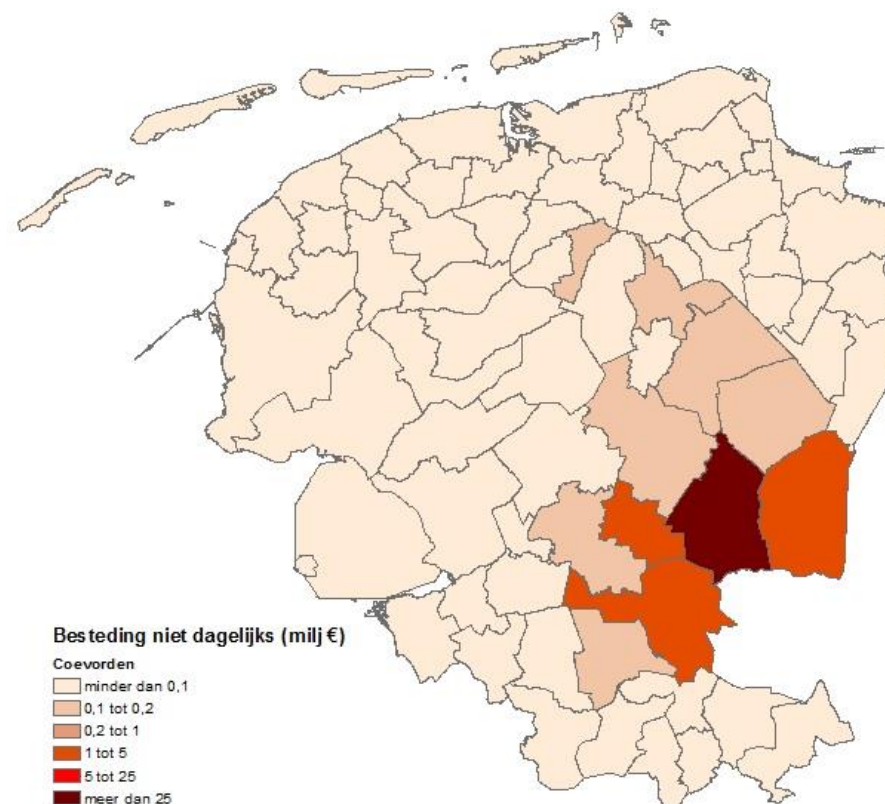 Besteding niet dagelijks (milj €)
Coevorden
minder dan 0,1
0,1 tot 0,2
0,2 tot 1
1 tot 5
5 tot 25
meer dan 25